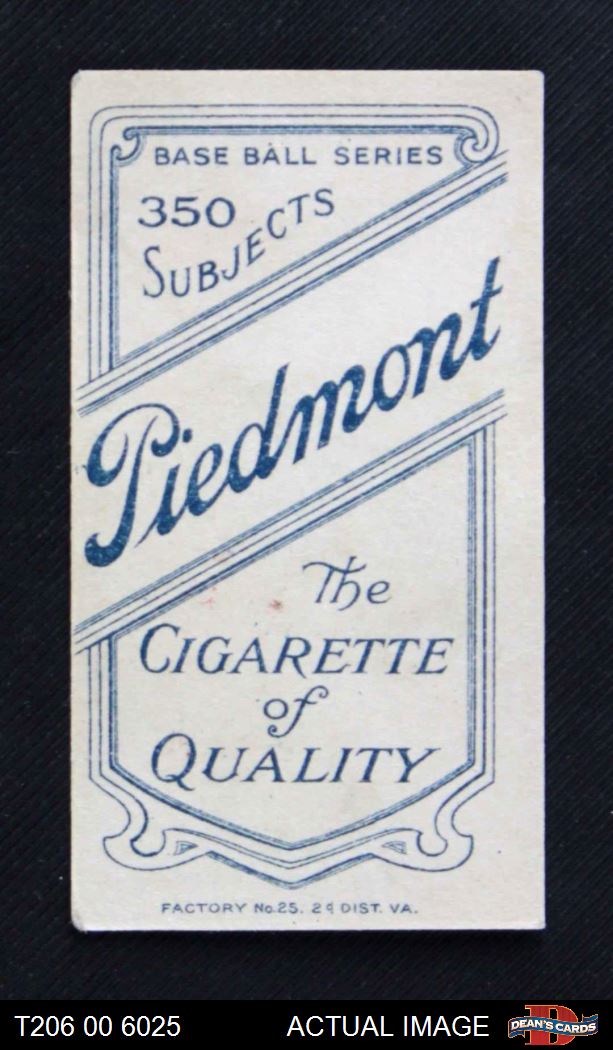 BASE BALL SERIES
350
SUBJECTS
Piedmont
The
CIGARETTE
of
QUALITY
FACTORY No. 25. 2d DIST. VA.
T206 00 6025 ACTUAL IMAGE
D
DEAN'S CARDS